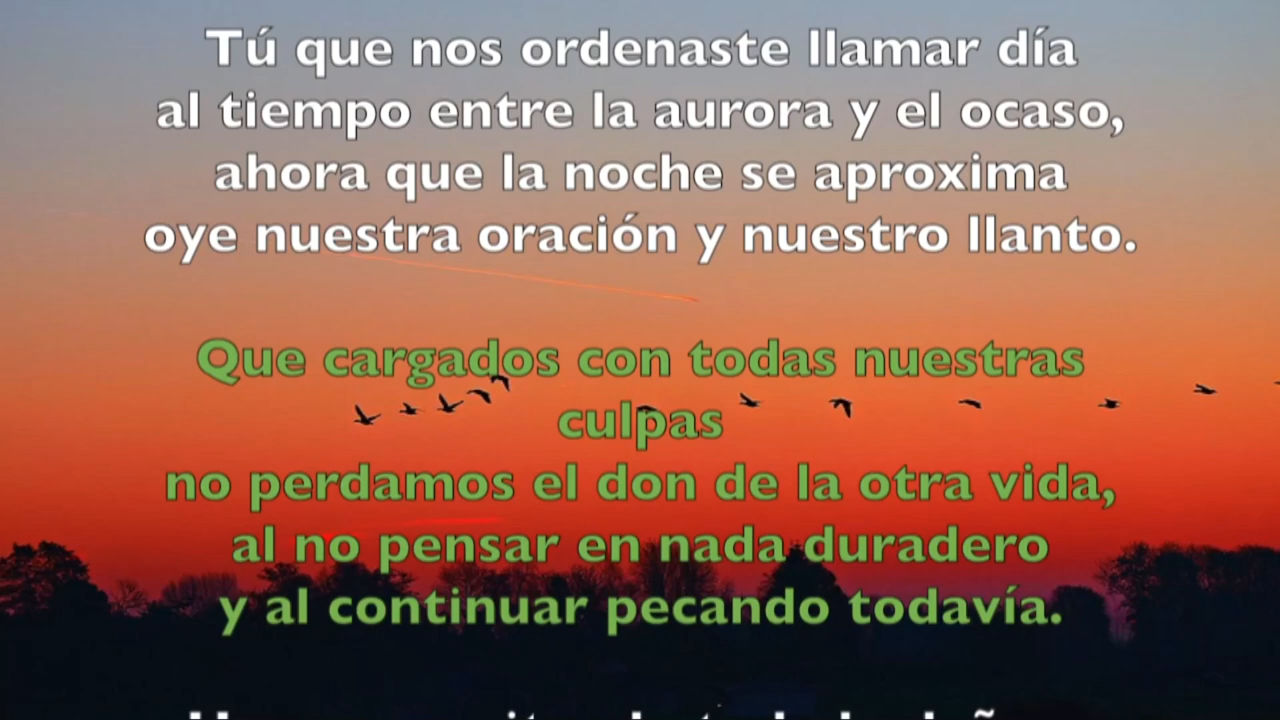 Tú que nos ordenaste llamar día
al tiempo entre la aurora y el ocaso,
ahora que la noche se aproxima
oye nuestra oración y nuestro llanto.
Que cargados con todas nuestras
culpas
no perdamos el don de la otra vida,
al no pensar en nada duradero
y al continuar pecando todavía.